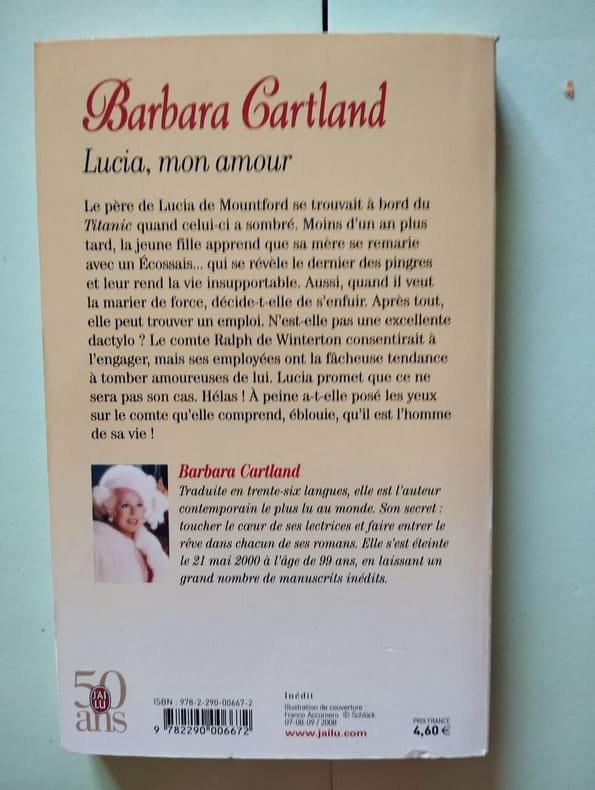 Barbara Cartland
Lucia, mon amour
Le père de Lucia de Mountford se trouvait à bord du
Titanic quand celui-ci a sombré. Moins d'un an plus
tard, la jeune fille apprend que sa mère se remarie
avec un Écossais... qui se révèle le dernier des pingres
et leur rend la vie insupportable. Aussi, quand il veut
la marier de force, décide-t-elle de s'enfuir. Après tout,
elle peut trouver un emploi. N'est-elle pas une excellente
dactylo ? Le comte Ralph de Winterton consentirait à
l'engager, mais ses employées ont la fâcheuse tendance
à tomber amoureuses de lui. Lucia promet que ce ne
sera pas son cas. Hélas ! À peine a-t-elle posé les yeux
sur le comte qu'elle comprend, éblouie, qu'il est l'homme
de sa vie !
Barbara Cartland
Traduite en trente-six langues, elle est l'auteur
contemporain le plus lu au monde. Son secret :
toucher le cœur de ses lectrices et faire entrer le
rêve dans chacun de ses romans. Elle s'est éteinte
le 21 mai 2000 à l'âge de 99 ans, en laissant un
grand nombre de manuscrits inédits.
50
J'AI LU
ans
ISBN : 978-2-290-00667-2
9 782290 006672
Inédit
Illustration de couverture :
Franco Accornero © Schlück
07-08-09 / 2008
www.jailu.com
PRIX FRANCE
4,60 €